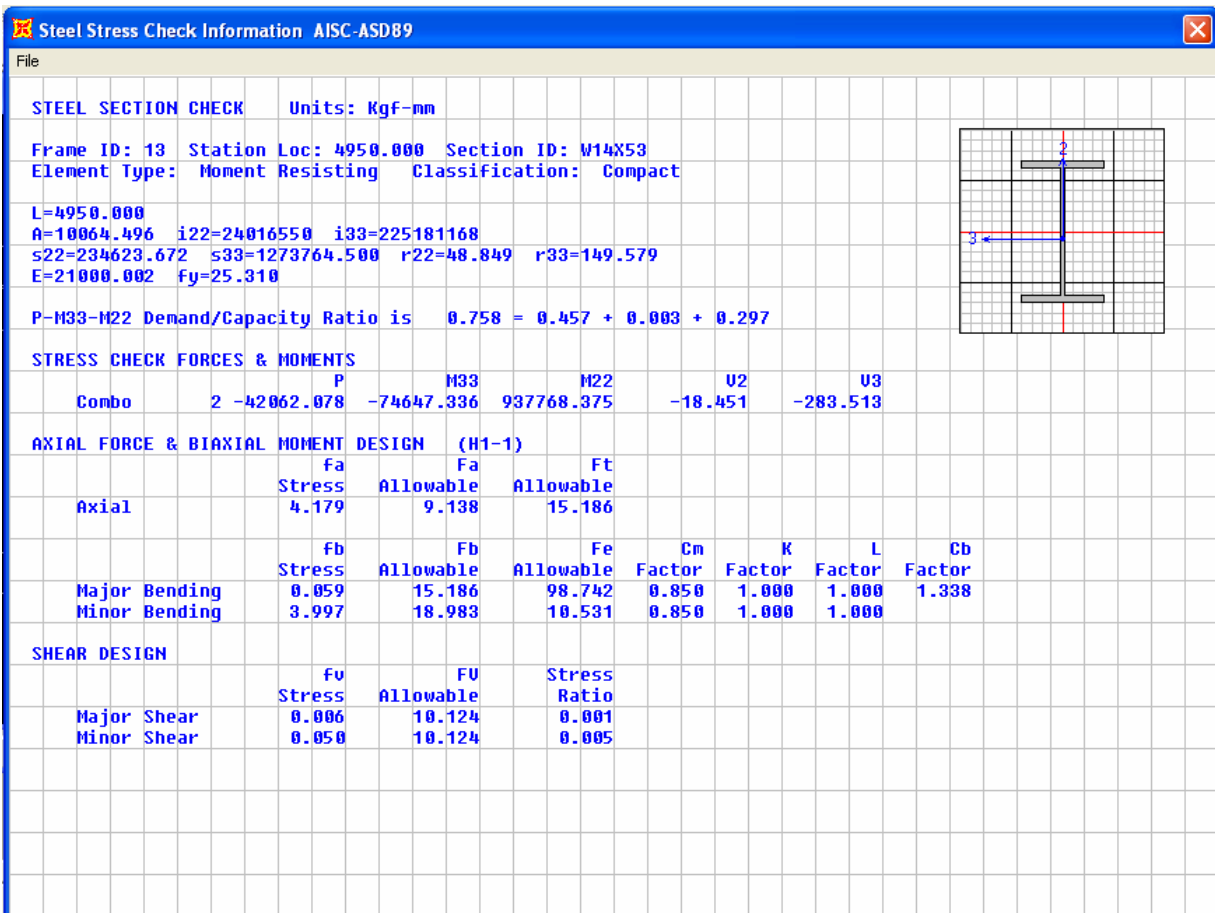 Steel Stress Check Information AISC-ASD89
File
STEEL SECTION CHECK Units: Kgf-mm
Frame ID: 13 Station Loc: 4950.000 Section ID: W14X53
Element Type: Moment Resisting Classification: Compact
L=4950.000
A=10064.496 i22=24016550 i33=225181168
s22=234623.672 s33=1273764.500 r22=48.849 r33=149.579
E=21000.002 fy=25.310
P-M33-M22 Demand/Capacity Ratio is 0.758 = 0.457 + 0.003 + 0.297
STRESS CHECK FORCES & MOMENTS
P M33 M22 V2 V3
Combo 2 -42062.078 -74647.336 937768.375 -18.451 -283.513
AXIAL FORCE & BIAXIAL MOMENT DESIGN (H1-1)
fa Fa Ft
Stress Allowable Allowable
Axial 4.179 9.138 15.186
fb Fb Fe Cm K L Cb
Stress Allowable Allowable Factor Factor Factor Factor
Major Bending 0.059 15.186 98.742 0.850 1.000 1.000 1.338
Minor Bending 3.997 18.983 10.531 0.850 1.000 1.000
SHEAR DESIGN
fv FV Stress
Stress Allowable Ratio
Major Shear 0.006 10.124 0.001
Minor Shear 0.050 10.124 0.005
2
3